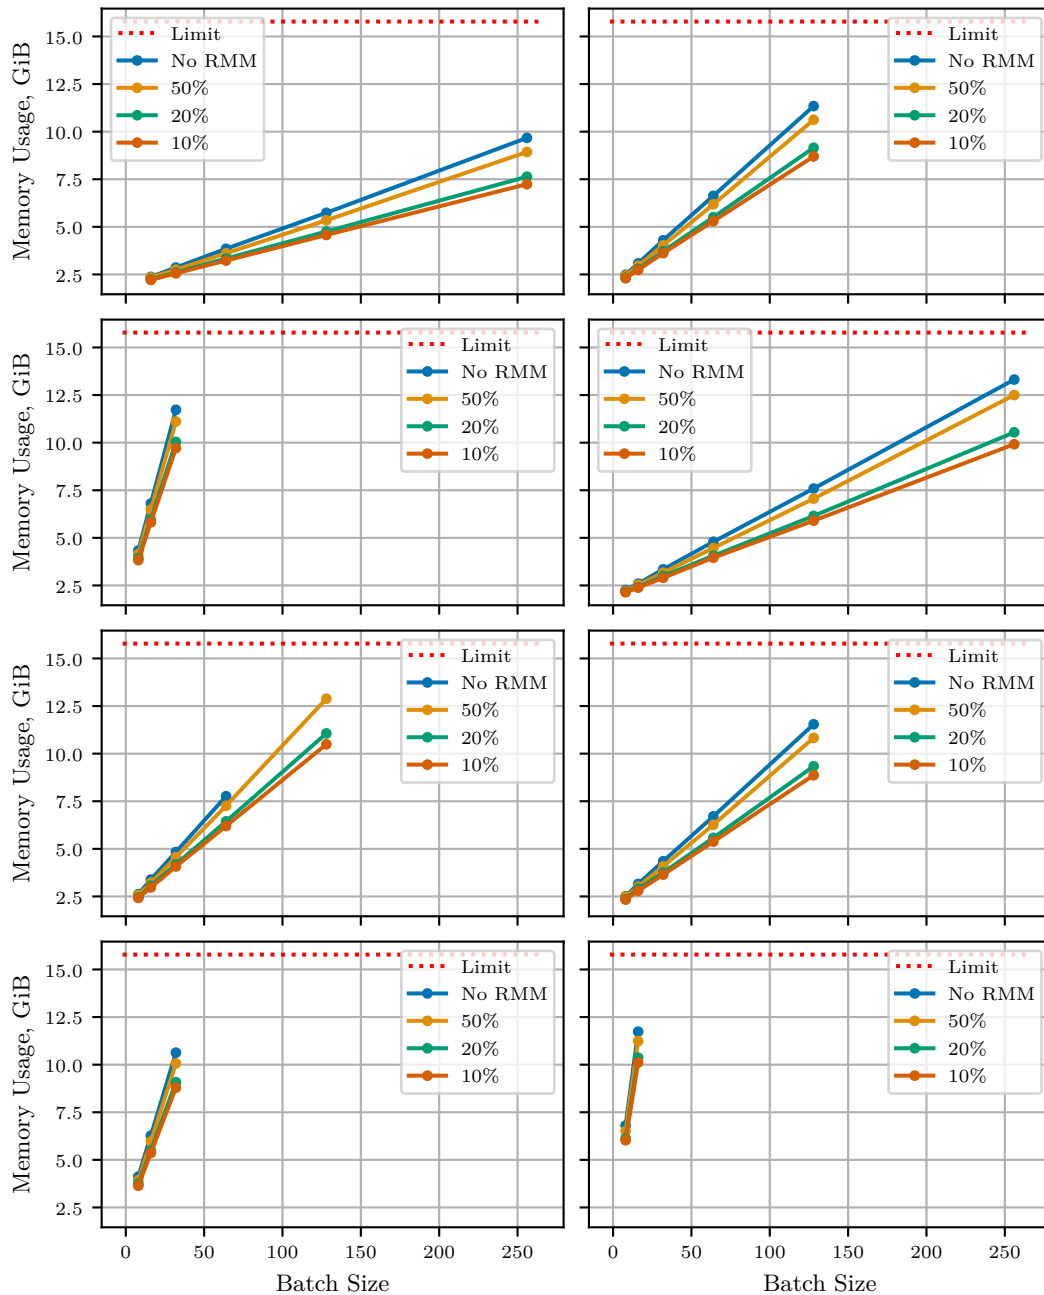 Memory Usage, GiB
15.0
12.5
10.0
7.5
5.0
2.5
Limit
No RMM
50%
20%
10%
Limit
No RMM
50%
20%
10%
Memory Usage, GiB
15.0
12.5
10.0
7.5
5.0
2.5
Limit
No RMM
50%
20%
10%
Limit
No RMM
50%
20%
10%
Memory Usage, GiB
15.0
12.5
10.0
7.5
5.0
2.5
Limit
No RMM
50%
20%
10%
Limit
No RMM
50%
20%
10%
Memory Usage, GiB
15.0
12.5
10.0
7.5
5.0
2.5
Limit
No RMM
50%
20%
10%
Limit
No RMM
50%
20%
10%
0 50 100 150 200 250
Batch Size
0 50 100 150 200 250
Batch Size